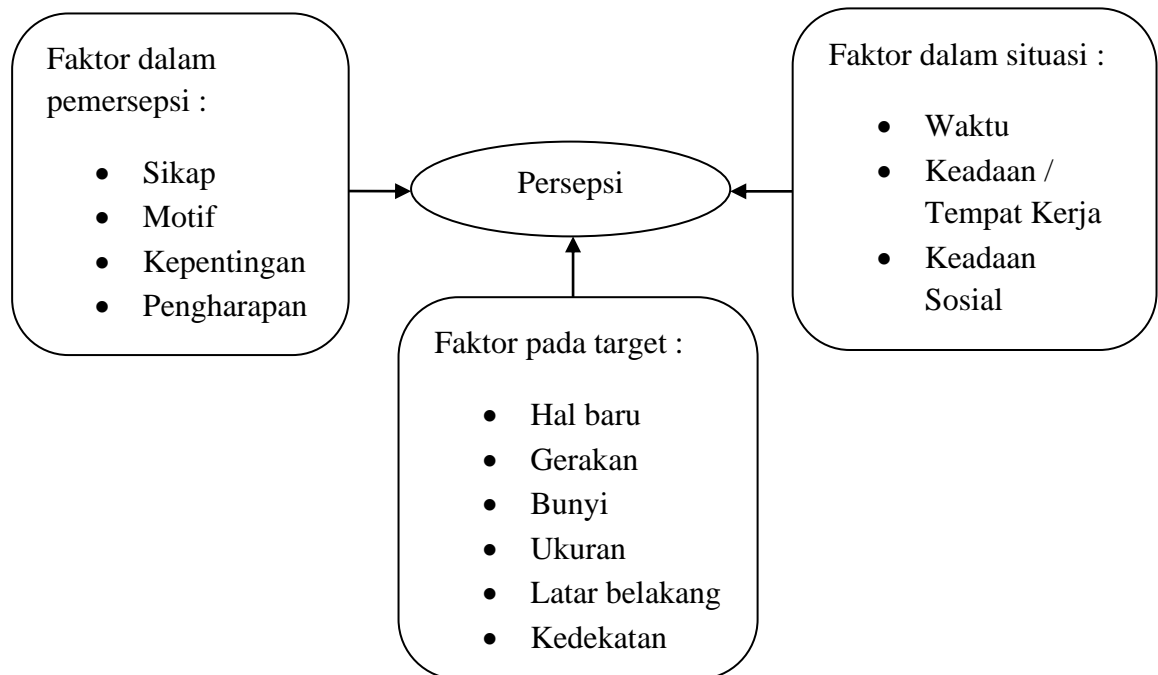 Faktor dalam
pemersepsi :
• Sikap
• Motif
• Kepentingan
• Pengharapan
Persepsi
Faktor dalam situasi :
• Waktu
• Keadaan /
Tempat Kerja
• Keadaan
Sosial
Faktor pada target :
• Hal baru
• Gerakan
• Bunyi
• Ukuran
• Latar belakang
• Kedekatan